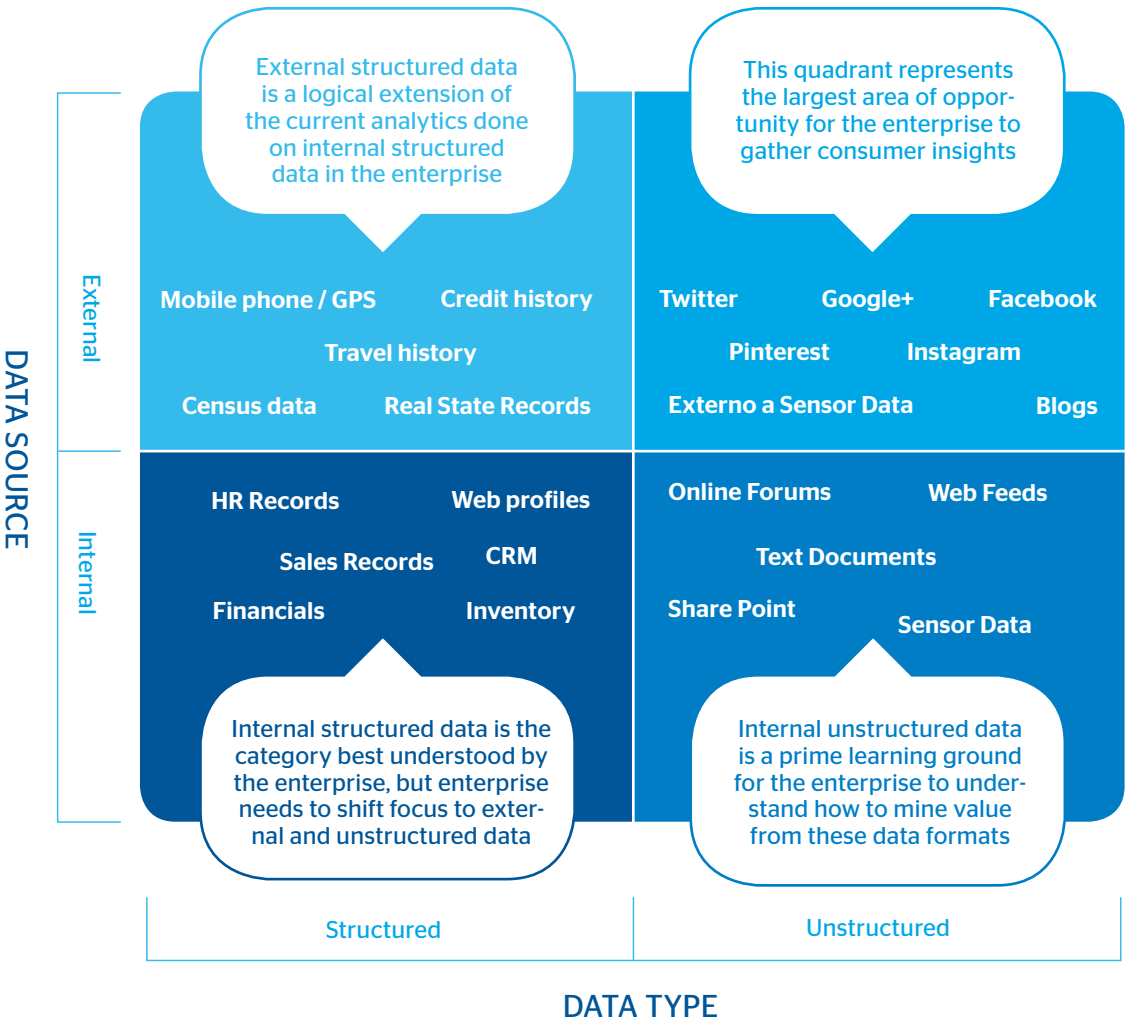 External structured data
is a logical extension of
the current analytics done
on internal structured
data in the enterprise
This quadrant represents
the largest area of oppor-
tunity for the enterprise to
gather consumer insights
DATA SOURCE
External
Mobile phone / GPS
Credit history
Travel history
Census data
Real State Records
Twitter
Google+
Facebook
Pinterest
Instagram
Externo a Sensor Data
Blogs
Internal
HR Records
Web profiles
Sales Records
CRM
Financials
Inventory
Online Forums
Web Feeds
Text Documents
Share Point
Sensor Data
Internal structured data is the
category best understood by
the enterprise, but enterprise
needs to shift focus to exter-
nal and unstructured data
Internal unstructured data
is a prime learning ground
for the enterprise to under-
stand how to mine value
from these data formats
Structured
Unstructured
DATA TYPE